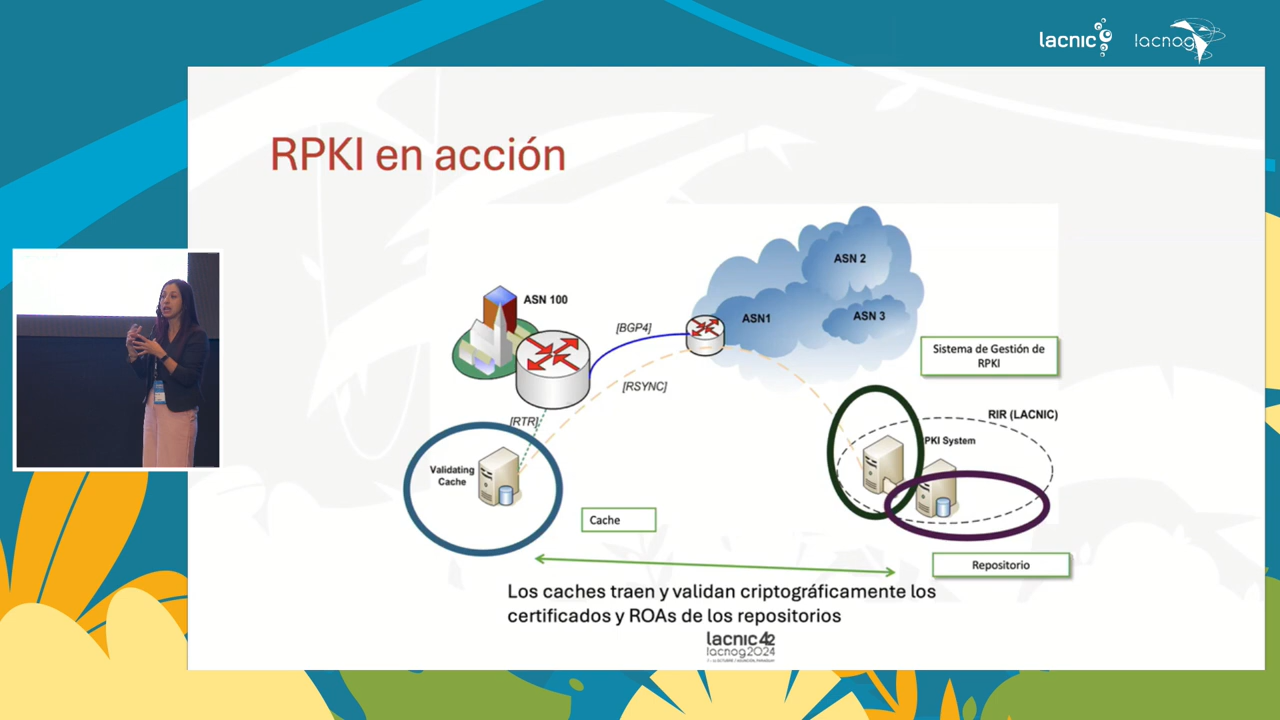 lacnic
lacnog
RPKI en acción
ASN 2
ASN 100
ASN1
ASN 3
[BGP4]
Sistema de Gestión de
RPKI
[RSYNC]
RIR (LACNIC)
[RTR]
PKI System
Validating
Cache
Cache
Repositorio
Los caches traen y validan criptográficamente los
certificados y ROAs de los repositorios
lacnic42
lacnog2024